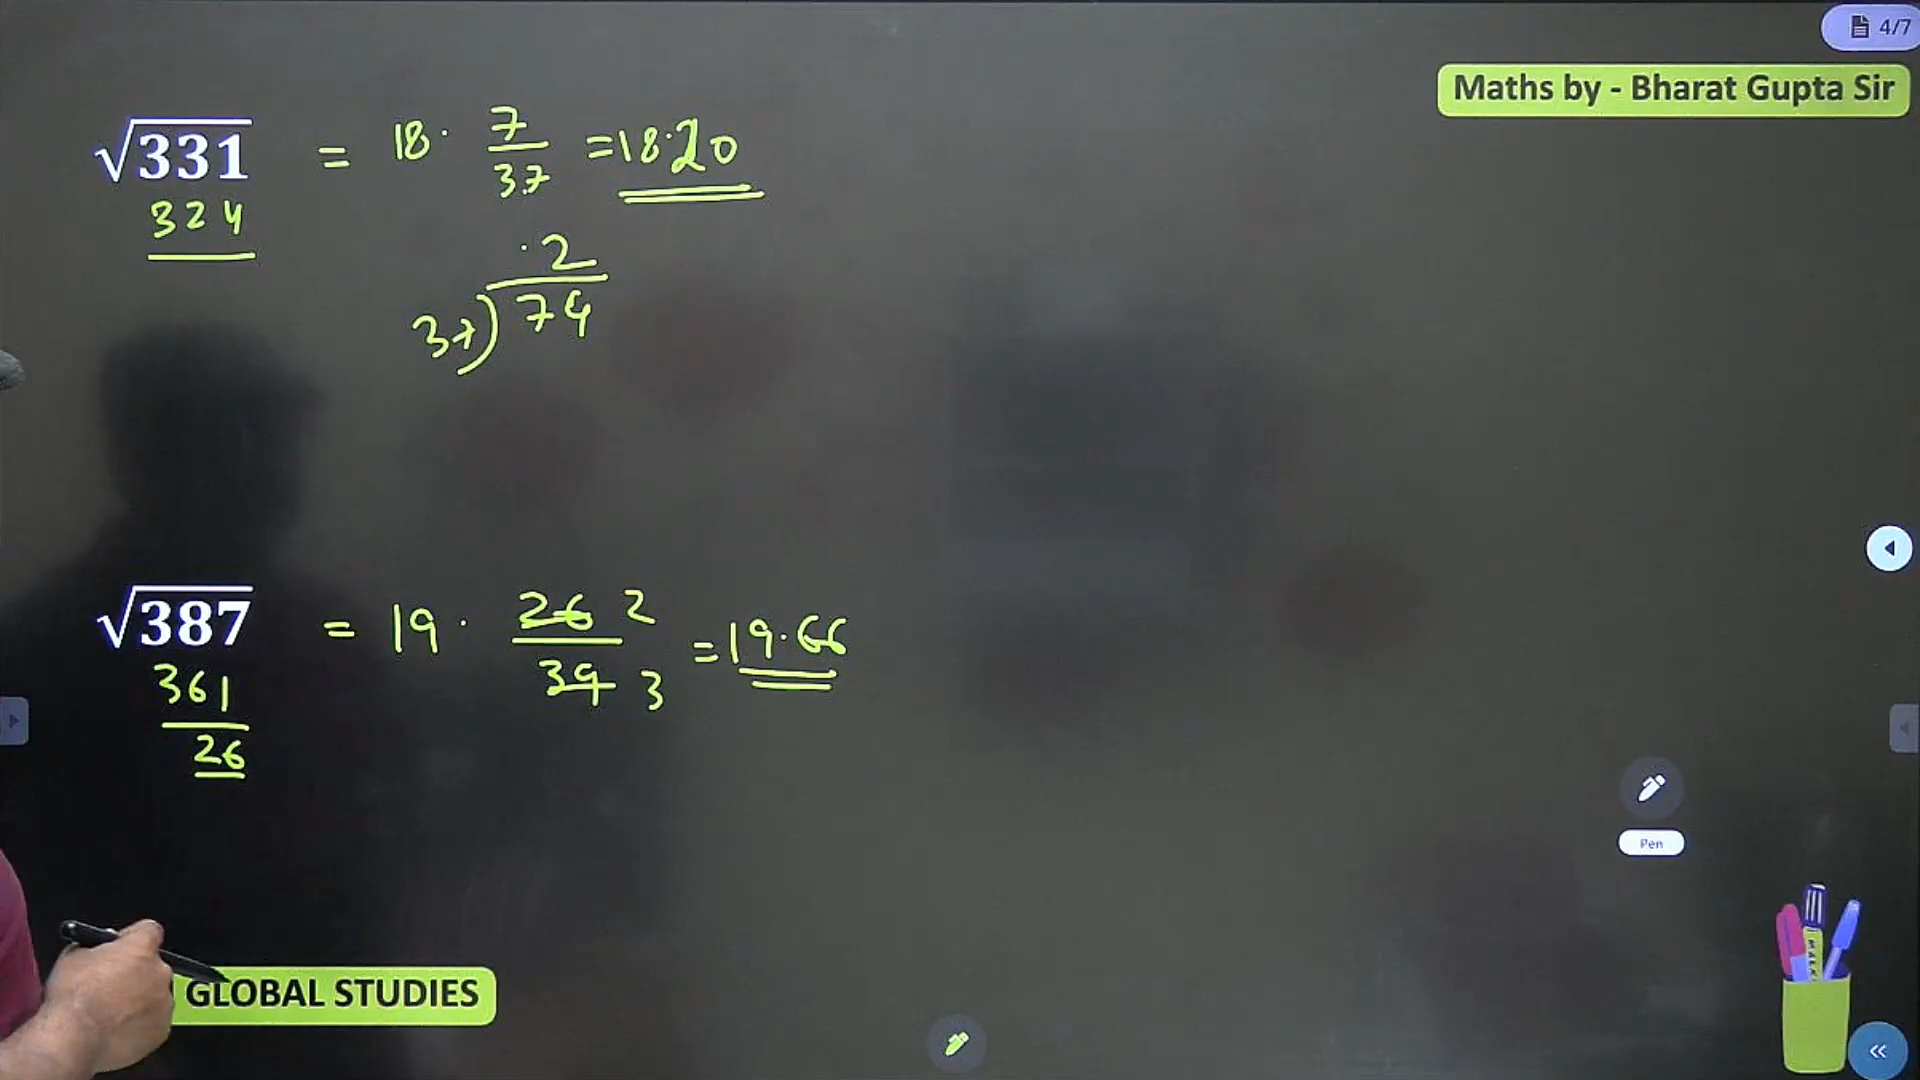 4/7
Maths by - Bharat Gupta Sir
√331 = 18 · 7/37 = 18·20
324
·2
37)74
√387 = 19 · 26/39 2/3 = 19·66
361
26
Pen
GLOBAL STUDIES